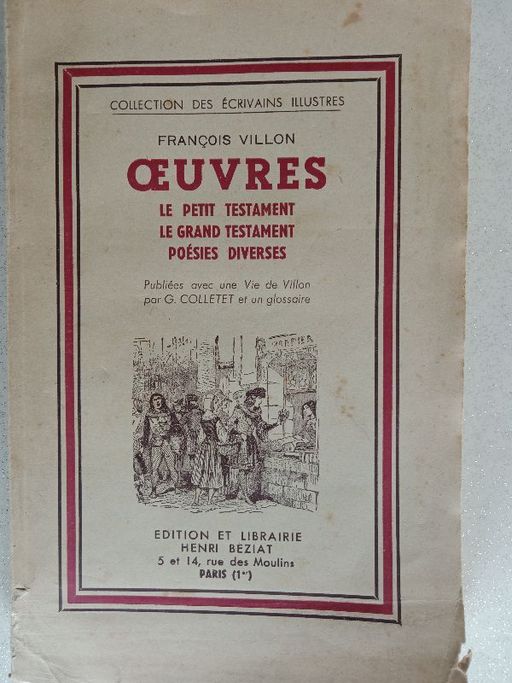 COLLECTION DES ÉCRIVAINS ILLUSTRES
FRANÇOIS VILLON
ŒUVRES
LE PETIT TESTAMENT
LE GRAND TESTAMENT
POÉSIES DIVERSES
Publiées avec une Vie de Villon
par G. COLLETET et un glossaire
EDITION ET LIBRAIRIE
HENRI BÉZIAT
5 et 14, rue des Moulins
PARIS (1er)